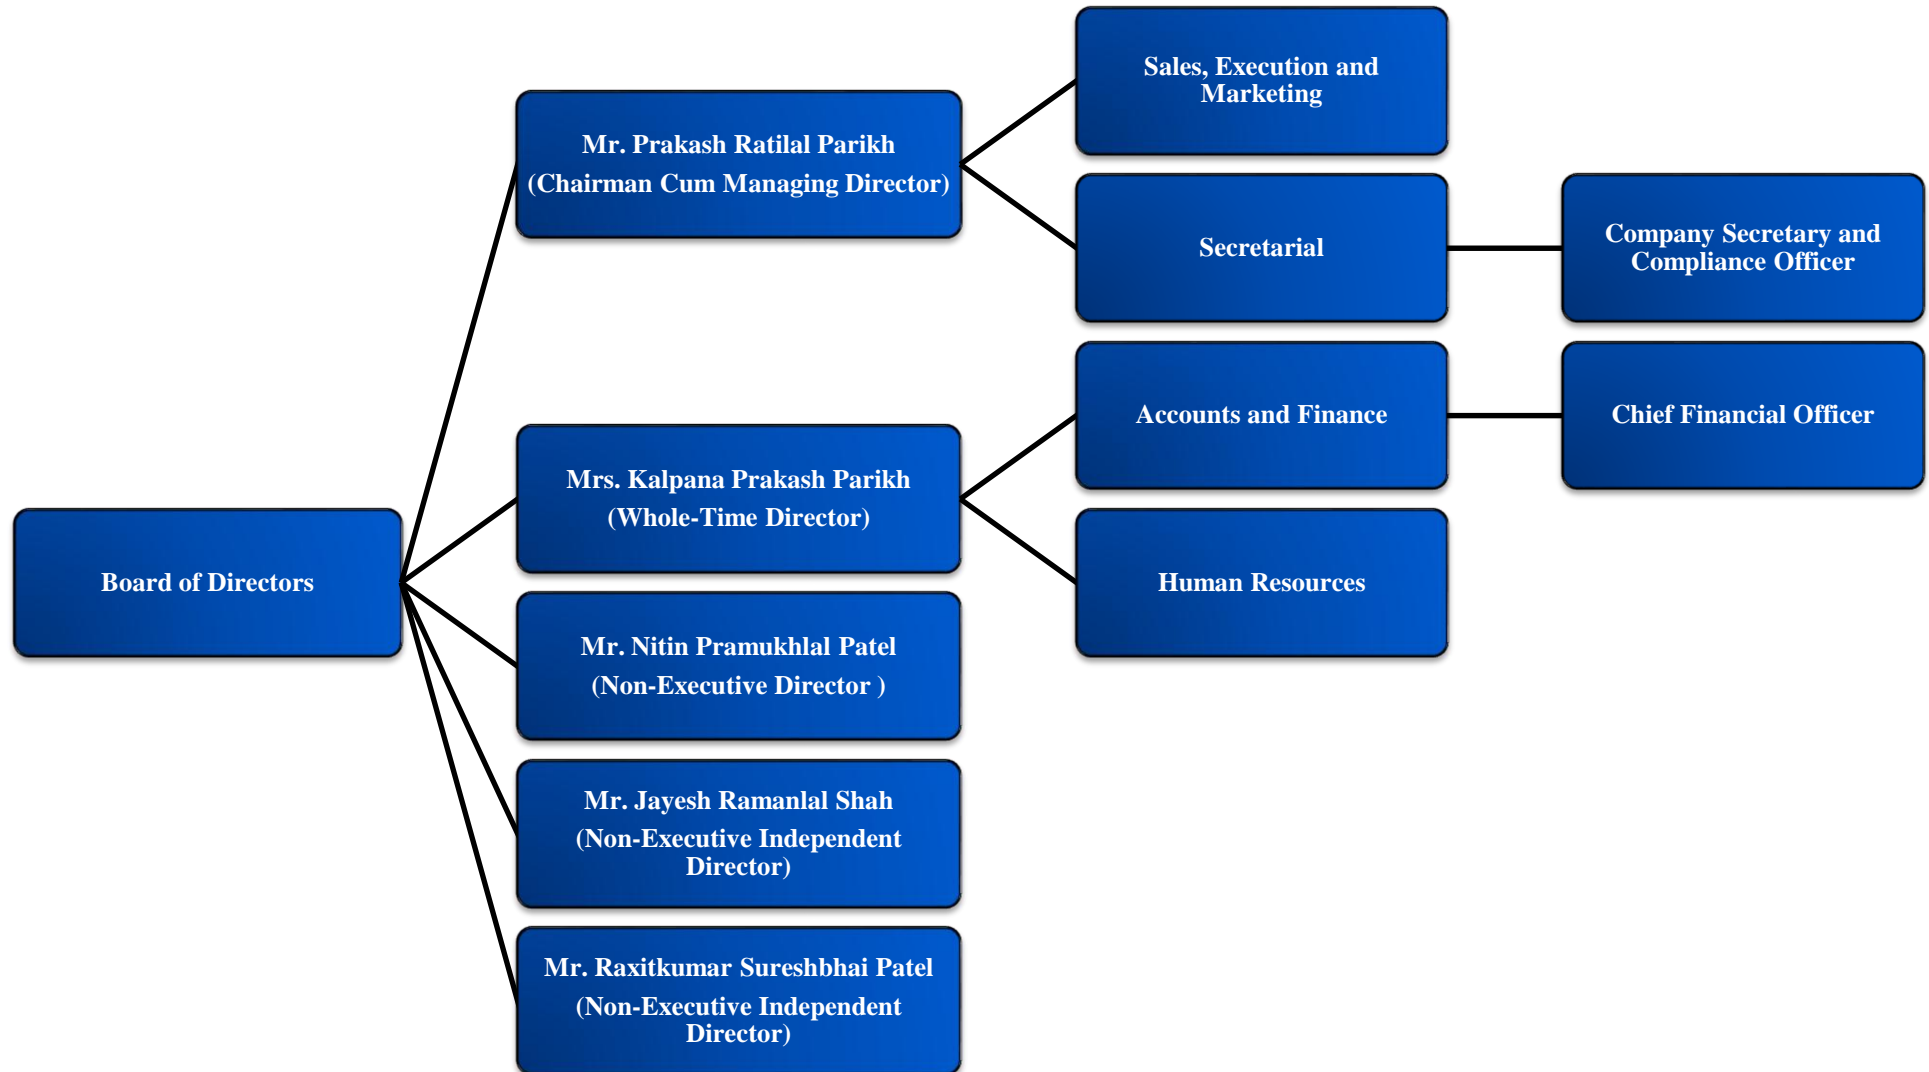 Board of Directors
Mr. Prakash Ratilal Parikh
(Chairman Cum Managing Director)
Sales, Execution and
Marketing
Secretarial
Company Secretary and
Compliance Officer
Mrs. Kalpana Prakash Parikh
(Whole-Time Director)
Accounts and Finance
Chief Financial Officer
Human Resources
Mr. Nitin Pramukhlal Patel
(Non-Executive Director )
Mr. Jayesh Ramanlal Shah
(Non-Executive Independent
Director)
Mr. Raxitkumar Sureshbhai Patel
(Non-Executive Independent
Director)